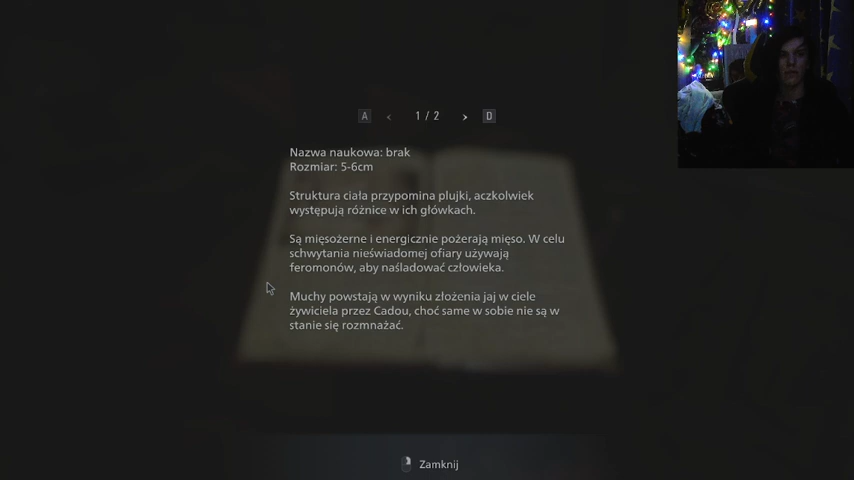 A < 1 / 2 > D
Nazwa naukowa: brak
Rozmiar: 5-6cm
Struktura ciała przypomina plujki, aczkolwiek
występują różnice w ich główkach.
Są mięsożerne i energicznie pożerają mięso. W celu
schwytania nieświadomej ofiary używają
feromonów, aby naśladować człowieka.
Muchy powstają w wyniku złożenia jaj w ciele
żywiciela przez Cadou, choć same w sobie nie są w
stanie się rozmnażać.
Zamknij